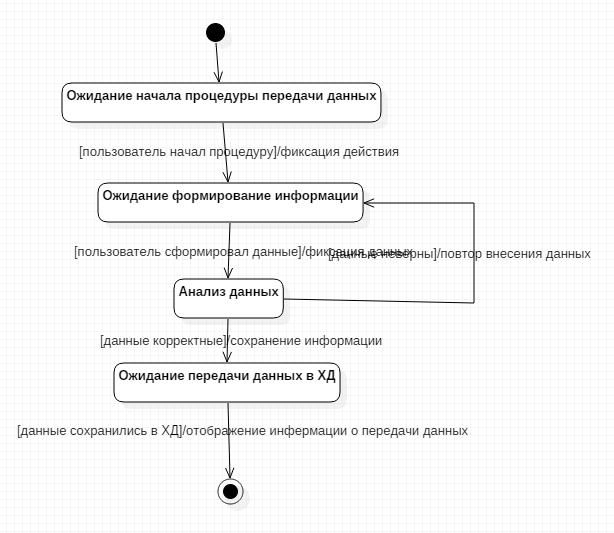 Ожидание начала процедуры передачи данных
[пользователь начал процедуру]/фиксация действия
Ожидание формирование информации
[пользователь сформировал данные]/фиксация данных
[данные неверны]/повтор внесения данных
Анализ данных
[данные корректные]/сохранение информации
Ожидание передачи данных в ХД
[данные сохранились в ХД]/отображение инфермации о передачи данных